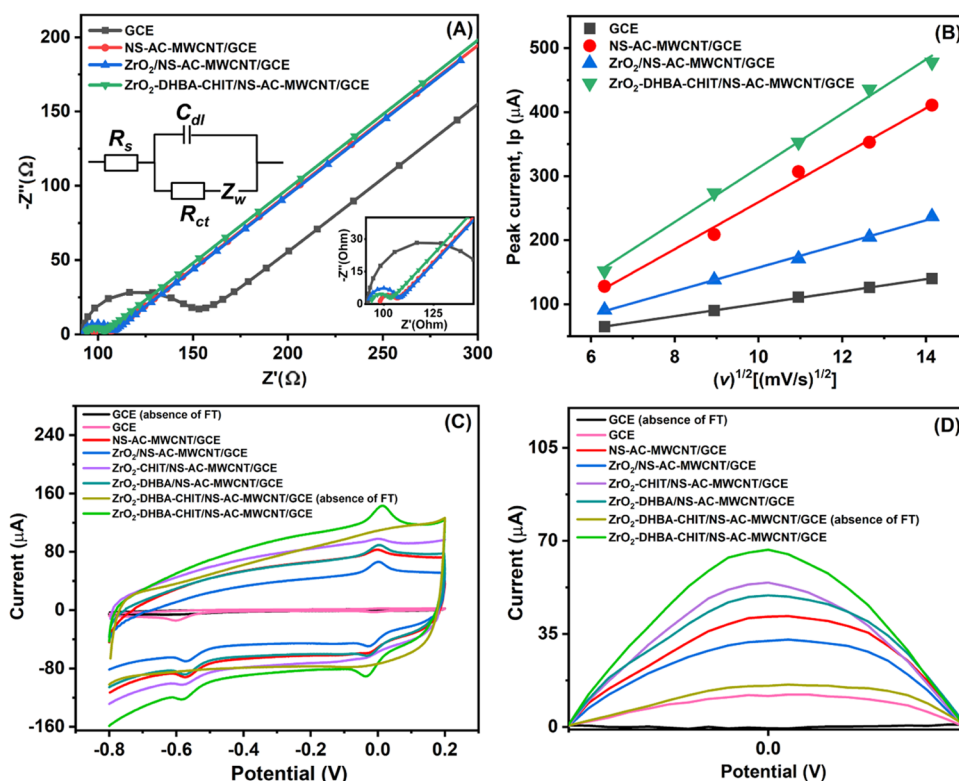 (A)
GCE
NS-AC-MWCNT/GCE
ZrO₂/NS-AC-MWCNT/GCE
ZrO₂-DHBA-CHIT/NS-AC-MWCNT/GCE
C_dl
R_s
Z_w
R_ct
-Z''(Ω)
200
150
100
50
0
100 150 200 250 300
Z'(Ω)
-Z''(Ohm)
30
15
0
100 125
Z'(Ohm)
(B)
GCE
NS-AC-MWCNT/GCE
ZrO₂/NS-AC-MWCNT/GCE
ZrO₂-DHBA-CHIT/NS-AC-MWCNT/GCE
Peak current, Ip (μA)
500
400
300
200
100
6 8 10 12 14
(v)^1/2[(mV/s)^1/2]
(C)
GCE (absence of FT)
GCE
NS-AC-MWCNT/GCE
ZrO₂/NS-AC-MWCNT/GCE
ZrO₂-CHIT/NS-AC-MWCNT/GCE
ZrO₂-DHBA/NS-AC-MWCNT/GCE
ZrO₂-DHBA-CHIT/NS-AC-MWCNT/GCE (absence of FT)
ZrO₂-DHBA-CHIT/NS-AC-MWCNT/GCE
Current (μA)
240
160
80
0
-80
-160
-0.8 -0.6 -0.4 -0.2 0.0 0.2
Potential (V)
(D)
GCE (absence of FT)
GCE
NS-AC-MWCNT/GCE
ZrO₂/NS-AC-MWCNT/GCE
ZrO₂-CHIT/NS-AC-MWCNT/GCE
ZrO₂-DHBA/NS-AC-MWCNT/GCE
ZrO₂-DHBA-CHIT/NS-AC-MWCNT/GCE (absence of FT)
ZrO₂-DHBA-CHIT/NS-AC-MWCNT/GCE
Current (μA)
105
70
35
0
0.0
Potential (V)